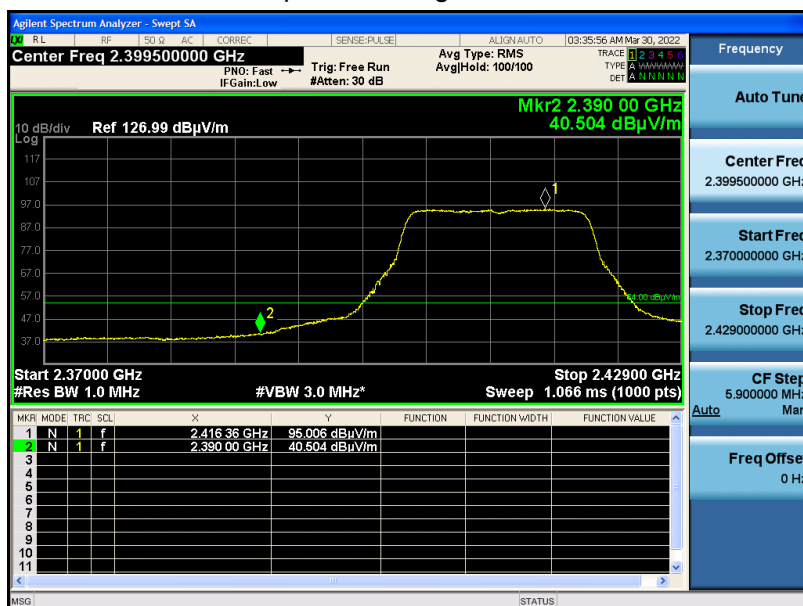 Agilent Spectrum Analyzer - Swept SA
LXI RL RF 50 Ω AC CORREC SENSE:PULSE ALIGN AUTO 03:35:56 AM Mar 30, 2022
Center Freq 2.399500000 GHz
PNO: Fast
IFGain:Low
Trig: Free Run
#Atten: 30 dB
Avg Type: RMS
Avg|Hold: 100/100
TRACE 1 2 3 4 5 6
TYPE A WWWWW
DET A N N N N N
Mkr2 2.390 00 GHz
40.504 dBµV/m
10 dB/div Ref 126.99 dBµV/m
Log
117
107
97.0
87.0
77.0
67.0
57.0
47.0
37.0
1
2
54.00 dBµV/m
Start 2.37000 GHz Stop 2.42900 GHz
#Res BW 1.0 MHz #VBW 3.0 MHz* Sweep 1.066 ms (1000 pts)
MKR MODE TRC SCL X Y FUNCTION FUNCTION WIDTH FUNCTION VALUE
1 N 1 f 2.416 36 GHz 95.006 dBµV/m
2 N 1 f 2.390 00 GHz 40.504 dBµV/m
3
4
5
6
7
8
9
10
11
MSG STATUS
Frequency
Auto Tune
Center Freq
2.399500000 GHz
Start Freq
2.370000000 GHz
Stop Freq
2.429000000 GHz
CF Step
5.900000 MHz
Auto Man
Freq Offset
0 Hz